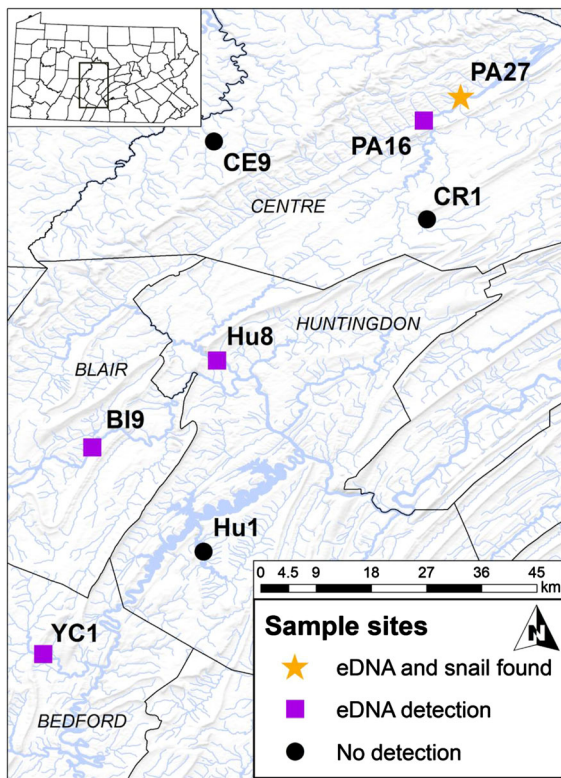 PA27
PA16
CE9
CR1
CENTRE
Hu8
HUNTINGDON
BLAIR
BI9
Hu1
0 4.5 9 18 27 36 45
km
YC1
Sample sites
N
eDNA and snail found
eDNA detection
No detection
BEDFORD